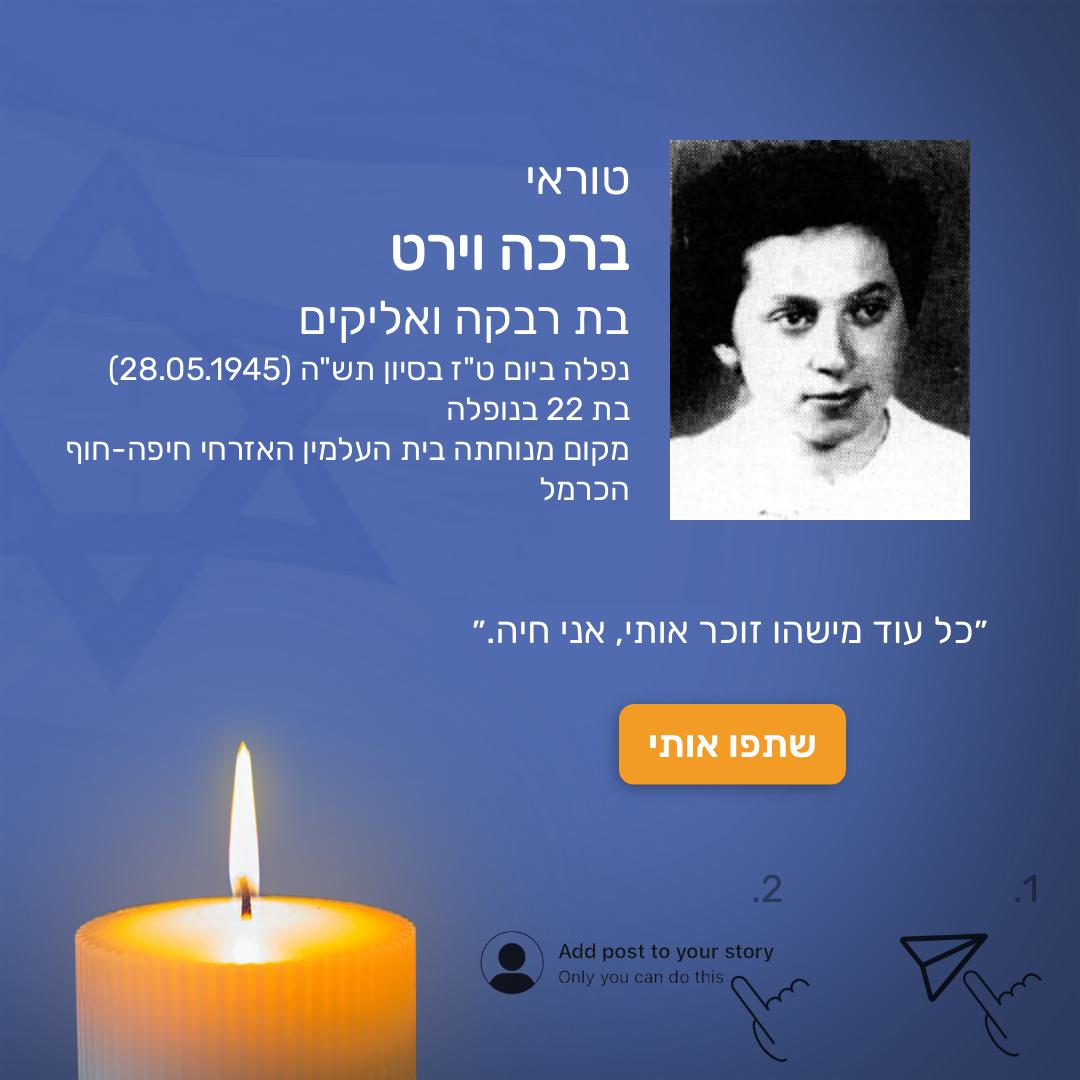 טוראי
ברכה וירט
בת רבקה ואליקים
נפלה ביום ט"ז בסיון תש"ה (28.05.1945)
בת 22 בנופלה
מקום מנוחתה בית העלמין האזרחי חיפה-חוף
הכרמל
״כל עוד מישהו זוכר אותי, אני חיה.״
שתפו אותי
1.
2.
Add post to your story
Only you can do this